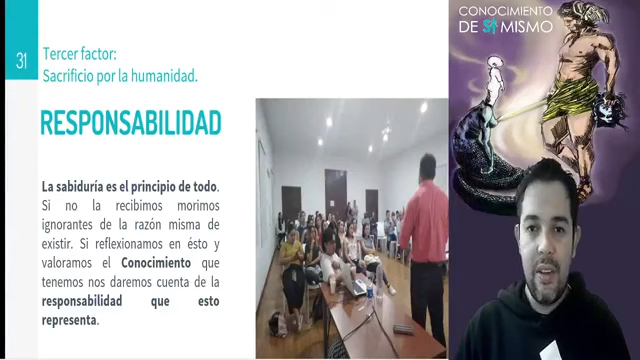 31
Tercer factor:
Sacrificio por la humanidad.
RESPONSABILIDAD
La sabiduría es el principio de todo.
Si no la recibimos morimos
ignorantes de la razón misma de
existir. Si reflexionamos en ésto y
valoramos el Conocimiento que
tenemos nos daremos cuenta de la
responsabilidad que esto
representa.
CONOCIMIENTO
DE SÍ MISMO